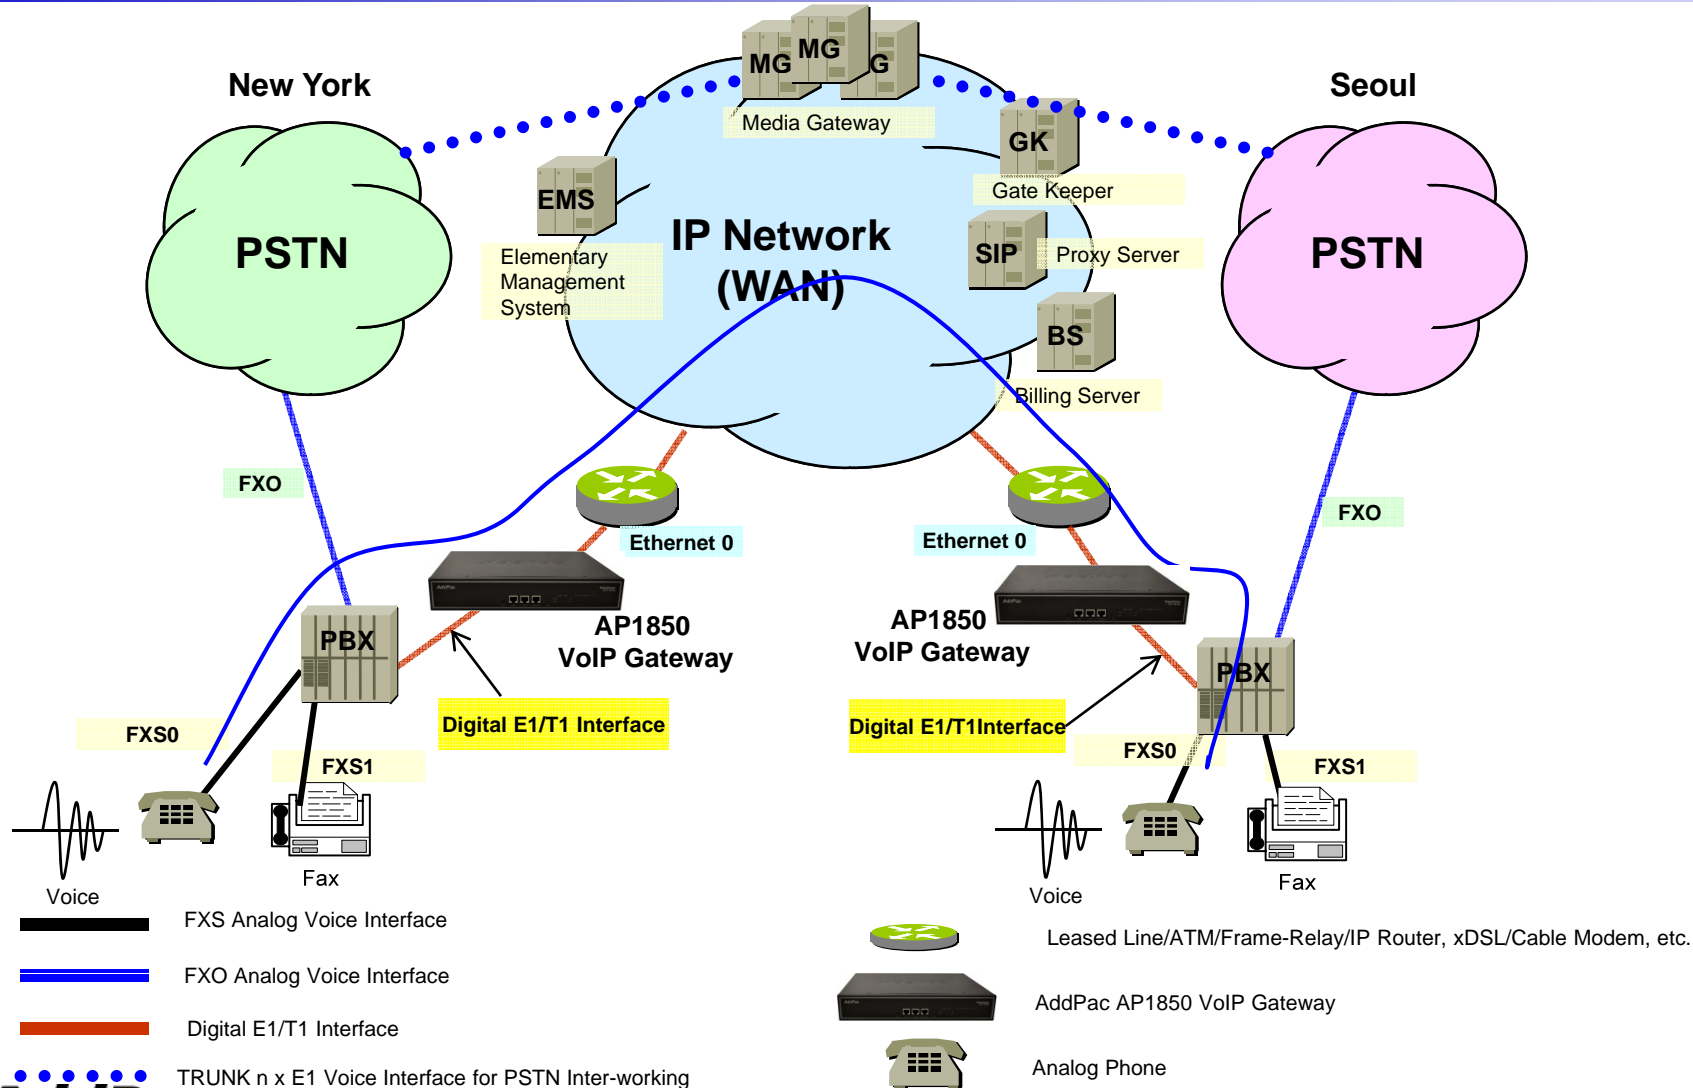 MG
MG
G
New York
Seoul
Media Gateway
GK
Gate Keeper
EMS
PSTN
IP Network
(WAN)
SIP
Proxy Server
PSTN
Elementary
Management
System
BS
Billing Server
FXO
FXO
Ethernet 0
Ethernet 0
AP1850
VoIP Gateway
AP1850
VoIP Gateway
PBX
PBX
Digital E1/T1 Interface
Digital E1/T1Interface
FXS0
FXS1
FXS0
FXS1
Voice
Fax
Voice
Fax
FXS Analog Voice Interface
FXO Analog Voice Interface
Digital E1/T1 Interface
TRUNK n x E1 Voice Interface for PSTN Inter-working
Leased Line/ATM/Frame-Relay/IP Router, xDSL/Cable Modem, etc.
AddPac AP1850 VoIP Gateway
Analog Phone